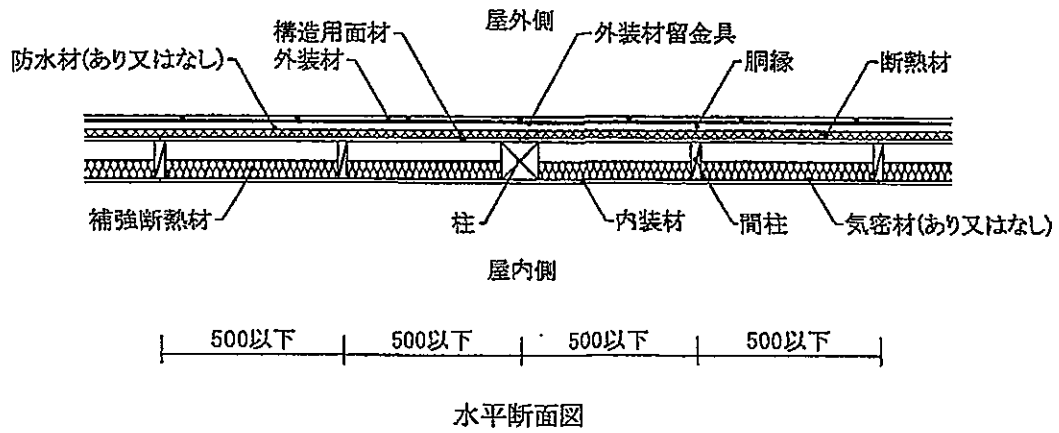 屋外側
構造用面材
外装材留金具
防水材(あり又はなし)
外装材
胴縁
断熱材
補強断熱材
柱
内装材
間柱
気密材(あり又はなし)
屋内側
500以下
500以下
500以下
500以下
水平断面図